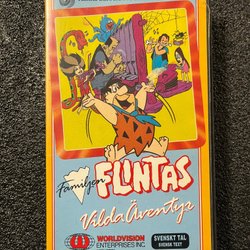 Familjen
FLINTAS
Vilda Äventyr
WORLDVISION
ENTERPRISES INC
SVENSKT TAL
SVENSK TEXT